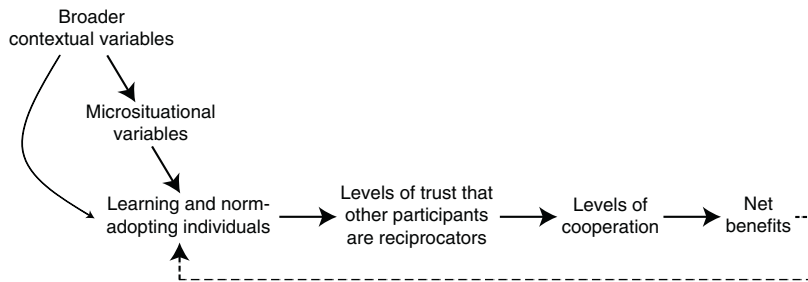 Broader
contextual variables
Microsituational
variables
Learning and norm-
adopting individuals
Levels of trust that
other participants
are reciprocators
Levels of
cooperation
Net
benefits